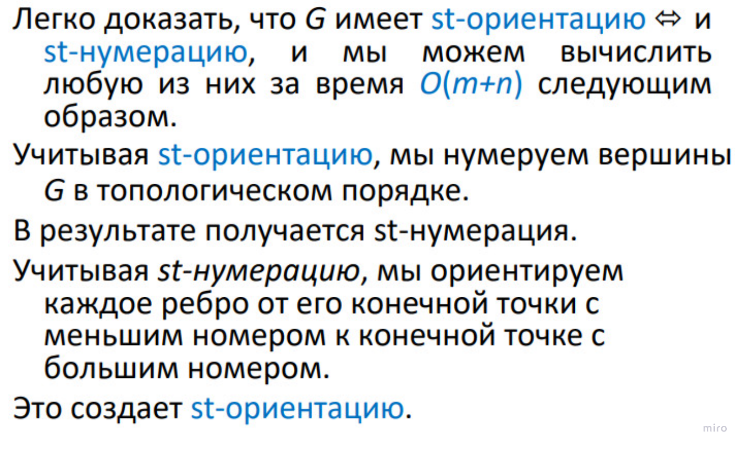 Легко доказать, что G имеет st-ориентацию ⇔ и
st-нумерацию, и мы можем вычислить
любую из них за время O(m+n) следующим
образом.
Учитывая st-ориентацию, мы нумеруем вершины
G в топологическом порядке.
В результате получается st-нумерация.
Учитывая st-нумерацию, мы ориентируем
каждое ребро от его конечной точки с
меньшим номером к конечной точке с
большим номером.
Это создает st-ориентацию.
miro